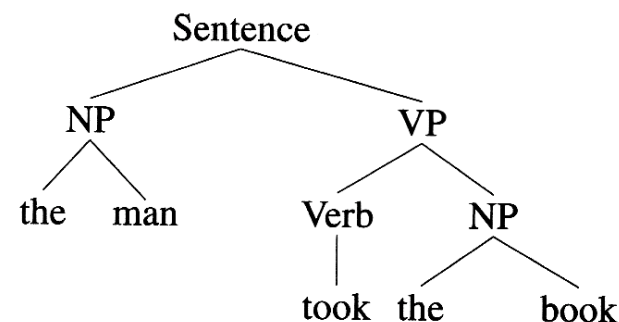 Sentence
NP VP
the man Verb NP
took the book